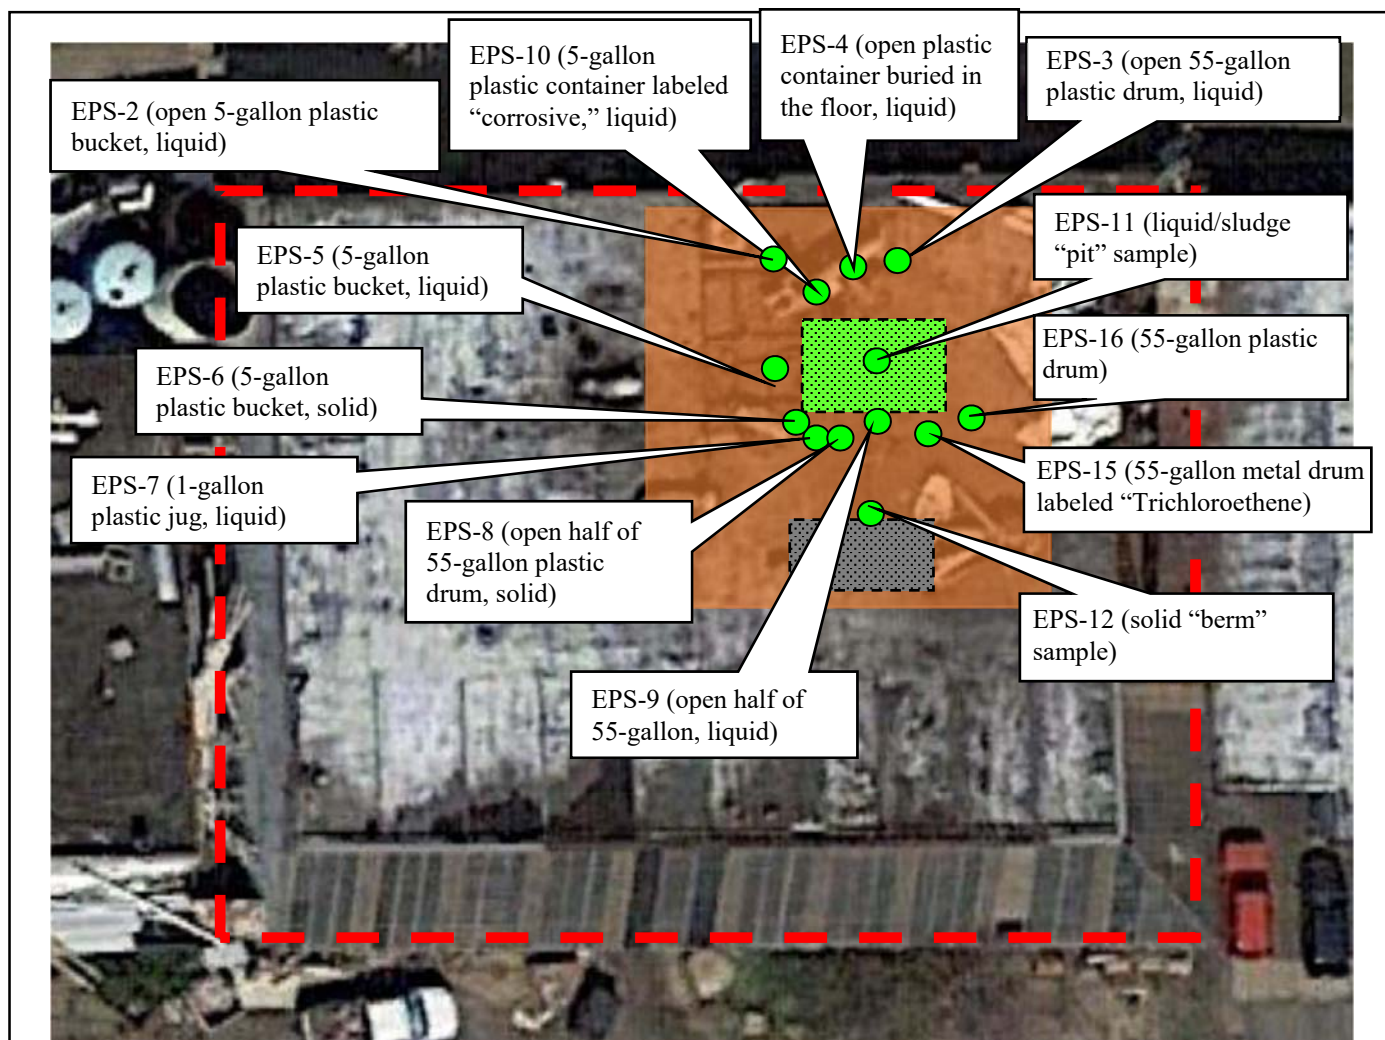 EPS-10 (5-gallon
plastic container labeled
“corrosive,” liquid)
EPS-4 (open plastic
container buried in
the floor, liquid)
EPS-3 (open 55-gallon
plastic drum, liquid)
EPS-2 (open 5-gallon plastic
bucket, liquid)
EPS-11 (liquid/sludge
“pit” sample)
EPS-5 (5-gallon
plastic bucket, liquid)
EPS-16 (55-gallon plastic
drum)
EPS-6 (5-gallon
plastic bucket, solid)
EPS-15 (55-gallon metal drum
labeled “Trichloroethene)
EPS-7 (1-gallon
plastic jug, liquid)
EPS-8 (open half of
55-gallon plastic
drum, solid)
EPS-12 (solid “berm”
sample)
EPS-9 (open half of
55-gallon, liquid)